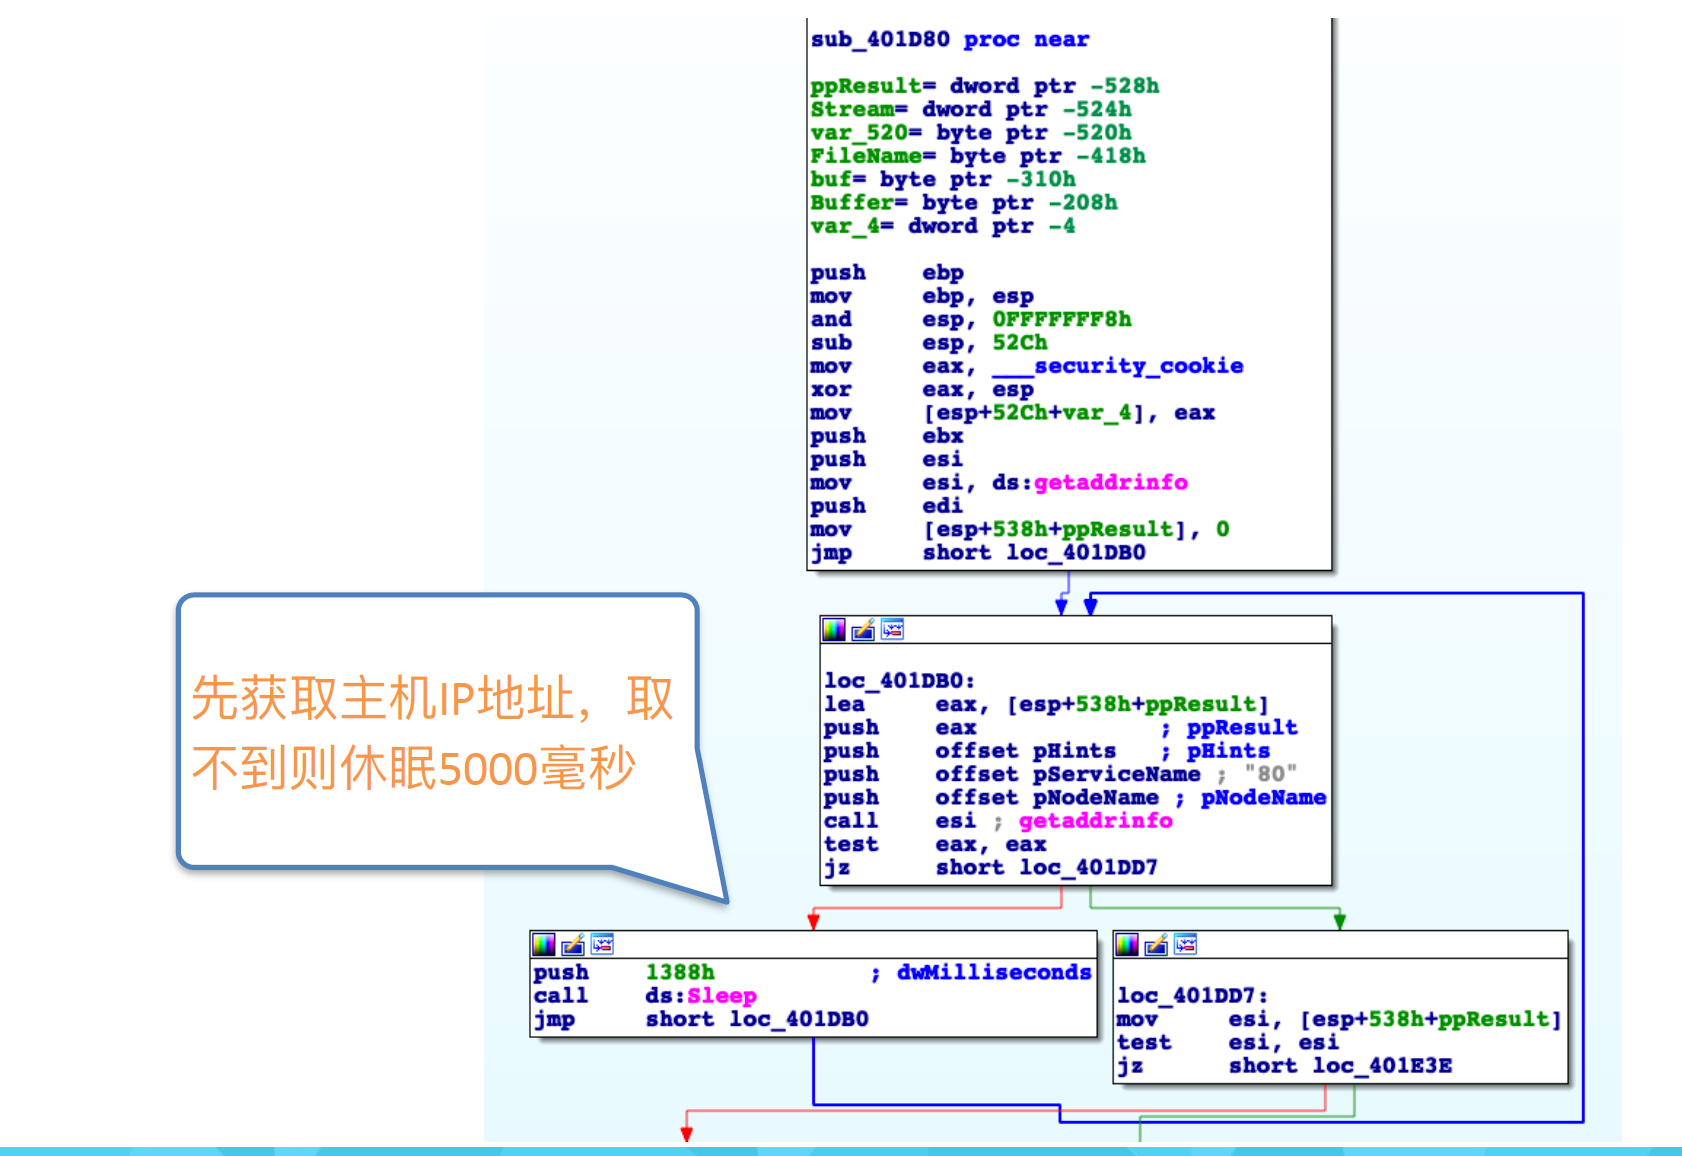 sub_401D80 proc near
ppResult= dword ptr -528h
Stream= dword ptr -524h
var_520= byte ptr -520h
FileName= byte ptr -418h
buf= byte ptr -310h
Buffer= byte ptr -208h
var_4= dword ptr -4
push ebp
mov ebp, esp
and esp, 0FFFFFFF8h
sub esp, 52Ch
mov eax, ___security_cookie
xor eax, esp
mov [esp+52Ch+var_4], eax
push ebx
push esi
mov esi, ds:getaddrinfo
push edi
mov [esp+538h+ppResult], 0
jmp short loc_401DB0
先获取主机IP地址，取
不到则休眠5000毫秒
loc_401DB0:
lea eax, [esp+538h+ppResult]
push eax ; ppResult
push offset pHints ; pHints
push offset pServiceName ; "80"
push offset pNodeName ; pNodeName
call esi ; getaddrinfo
test eax, eax
jz short loc_401DD7
push 1388h ; dwMilliseconds
call ds:Sleep
jmp short loc_401DB0
loc_401DD7:
mov esi, [esp+538h+ppResult]
test esi, esi
jz short loc_401E3E